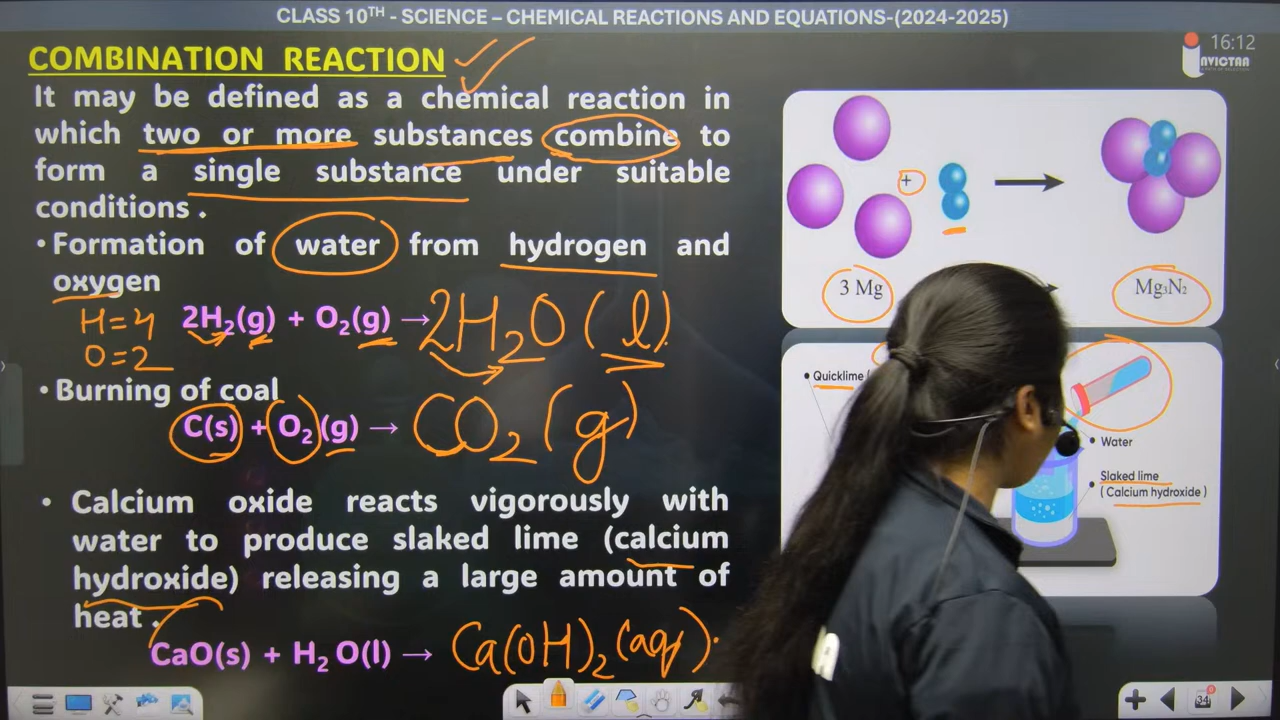 CLASS 10TH - SCIENCE – CHEMICAL REACTIONS AND EQUATIONS-(2024-2025)
16:12
INVICTAA
COMBINATION REACTION
It may be defined as a chemical reaction in
which two or more substances combine to
form a single substance under suitable
conditions .
• Formation of water from hydrogen and
oxygen
H=4
O=2
2H₂(g) + O₂(g) → 2H₂O(l)
• Burning of coal
C(s) + O₂(g) → CO₂(g)
• Calcium oxide reacts vigorously with
water to produce slaked lime (calcium
hydroxide) releasing a large amount of
heat .
CaO(s) + H₂O(l) → Ca(OH)₂(aq).
+
3 Mg
Mg₃N₂
• Quicklime (
• Water
• Slaked lime
( Calcium hydroxide )
34